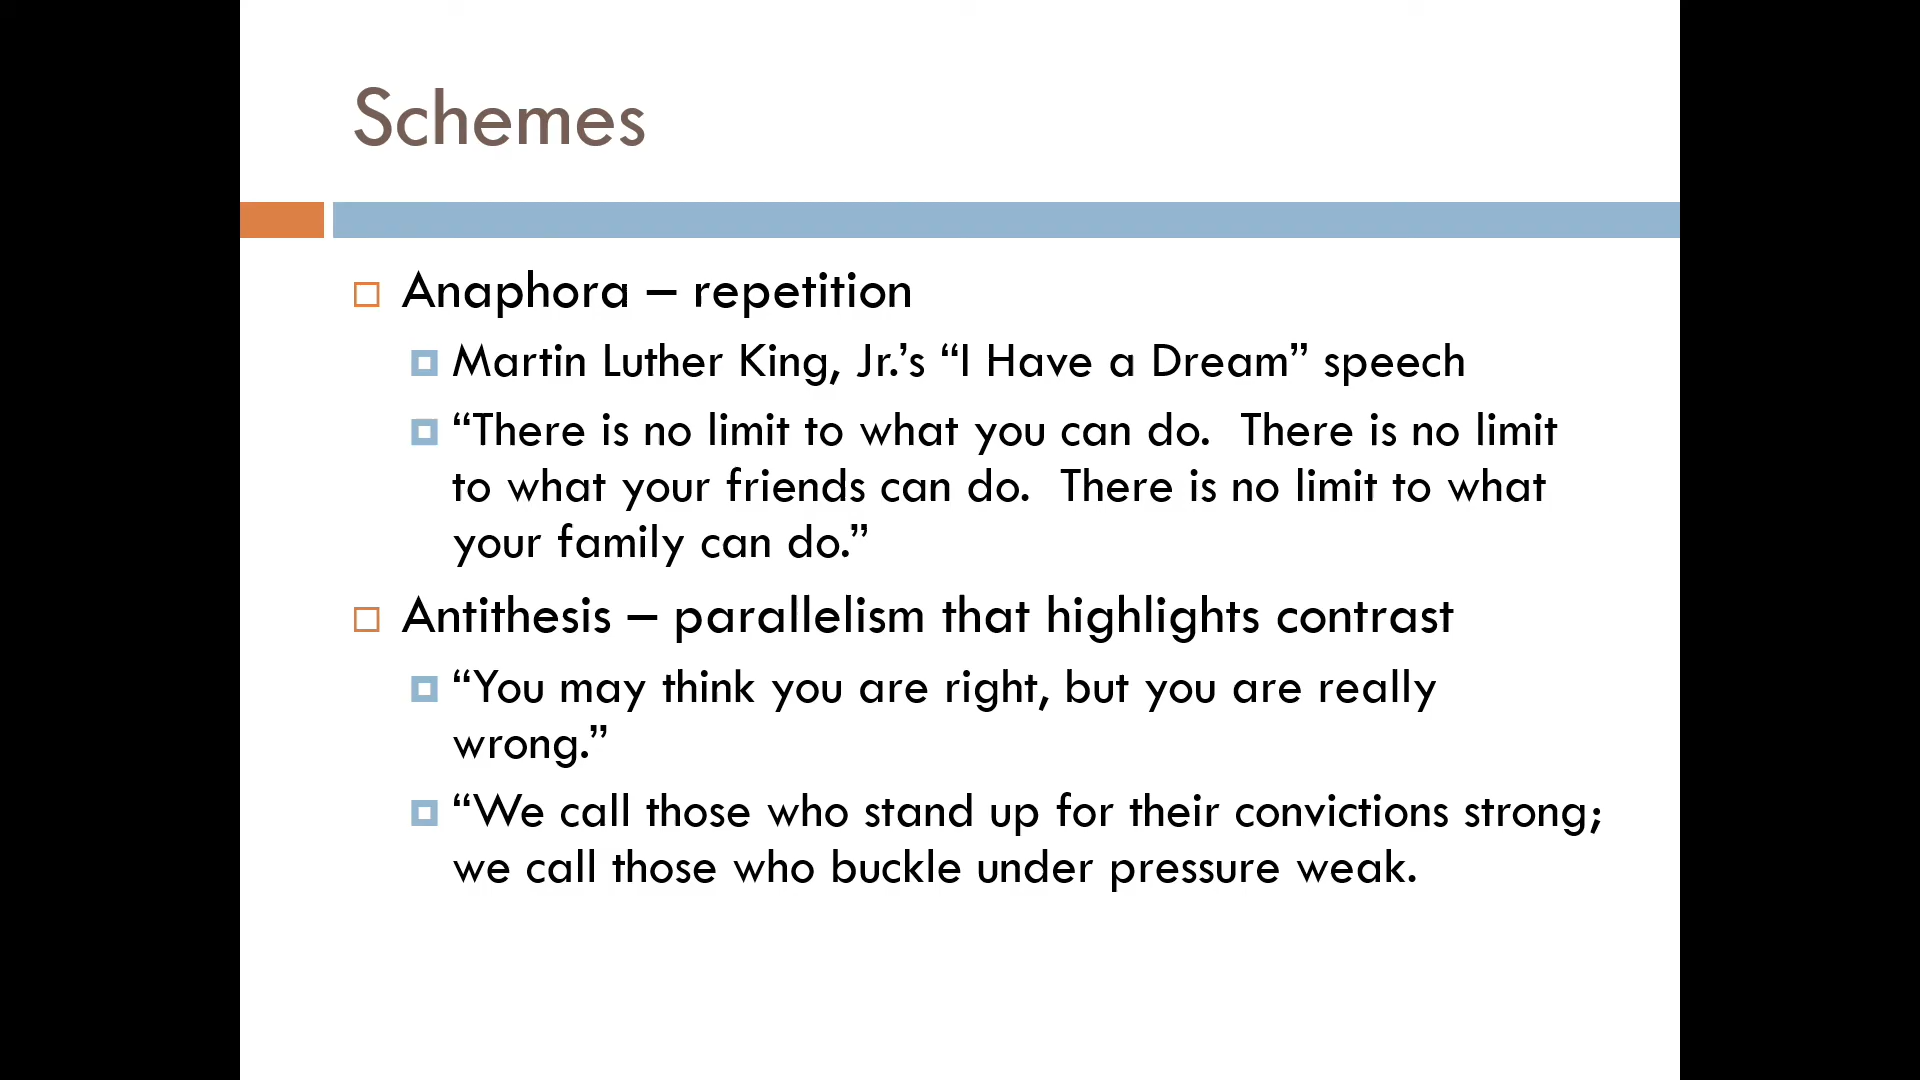 Schemes
Anaphora – repetition
Martin Luther King, Jr.’s “I Have a Dream” speech
“There is no limit to what you can do.  There is no limit
to what your friends can do.  There is no limit to what
your family can do.”
Antithesis – parallelism that highlights contrast
“You may think you are right, but you are really
wrong.”
“We call those who stand up for their convictions strong;
we call those who buckle under pressure weak.